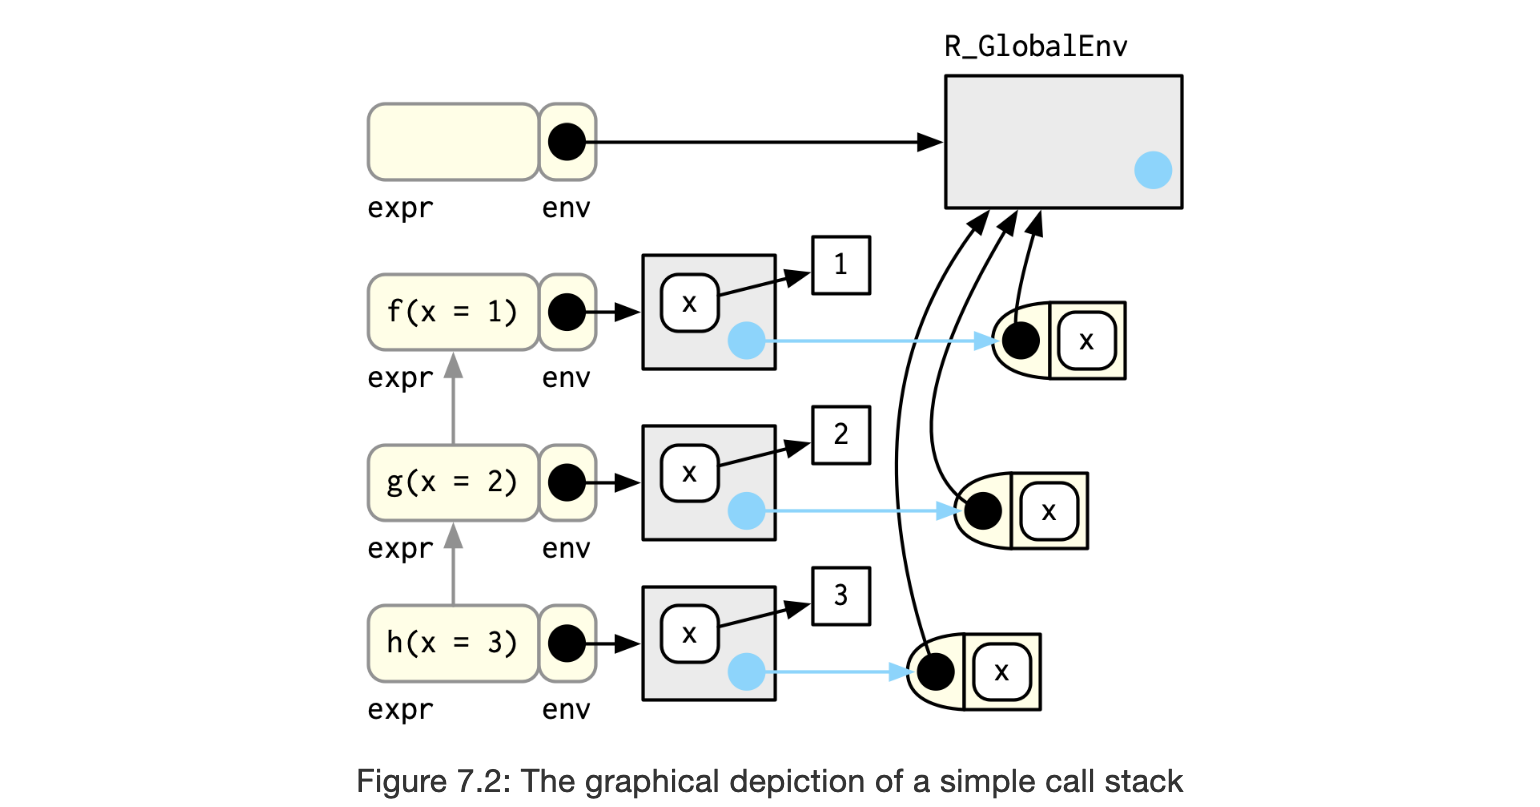 R_GlobalEnv
expr env
1
x
f(x = 1)
x
expr env
2
x
g(x = 2)
x
expr env
3
x
h(x = 3)
x
expr env
Figure 7.2: The graphical depiction of a simple call stack